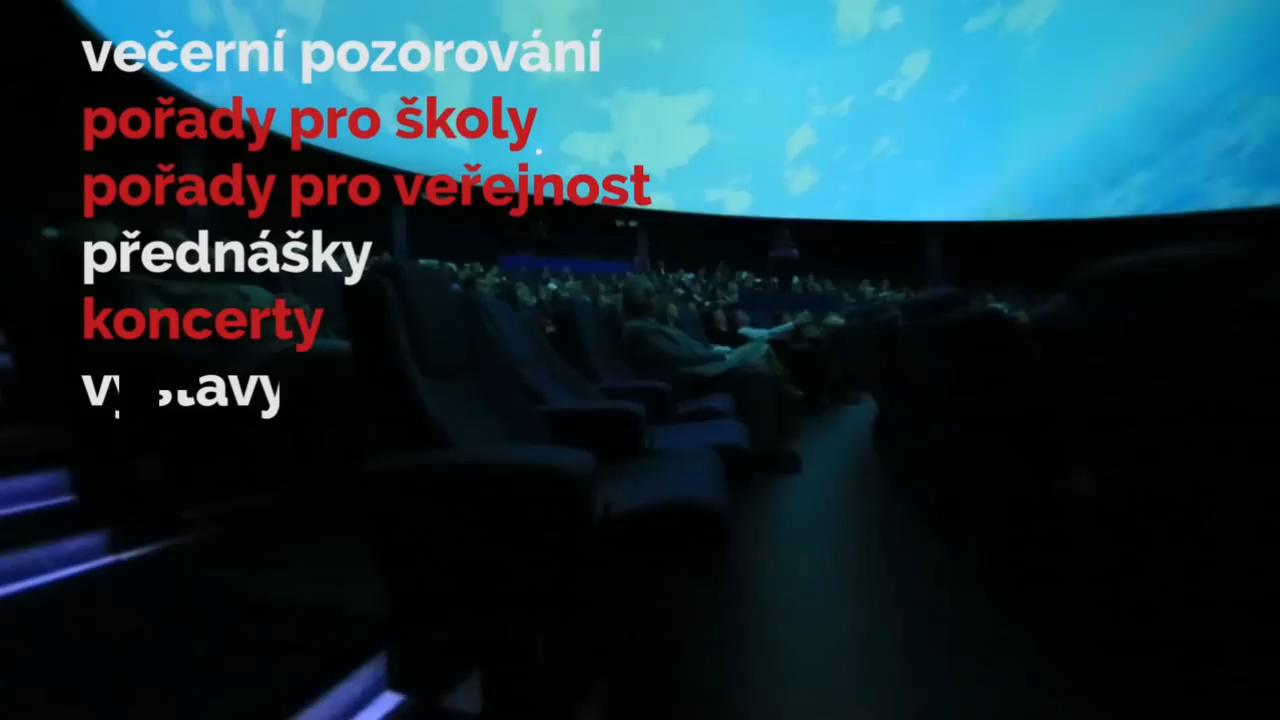 večerní pozorování
pořady pro školy
pořady pro veřejnost
přednášky
koncerty